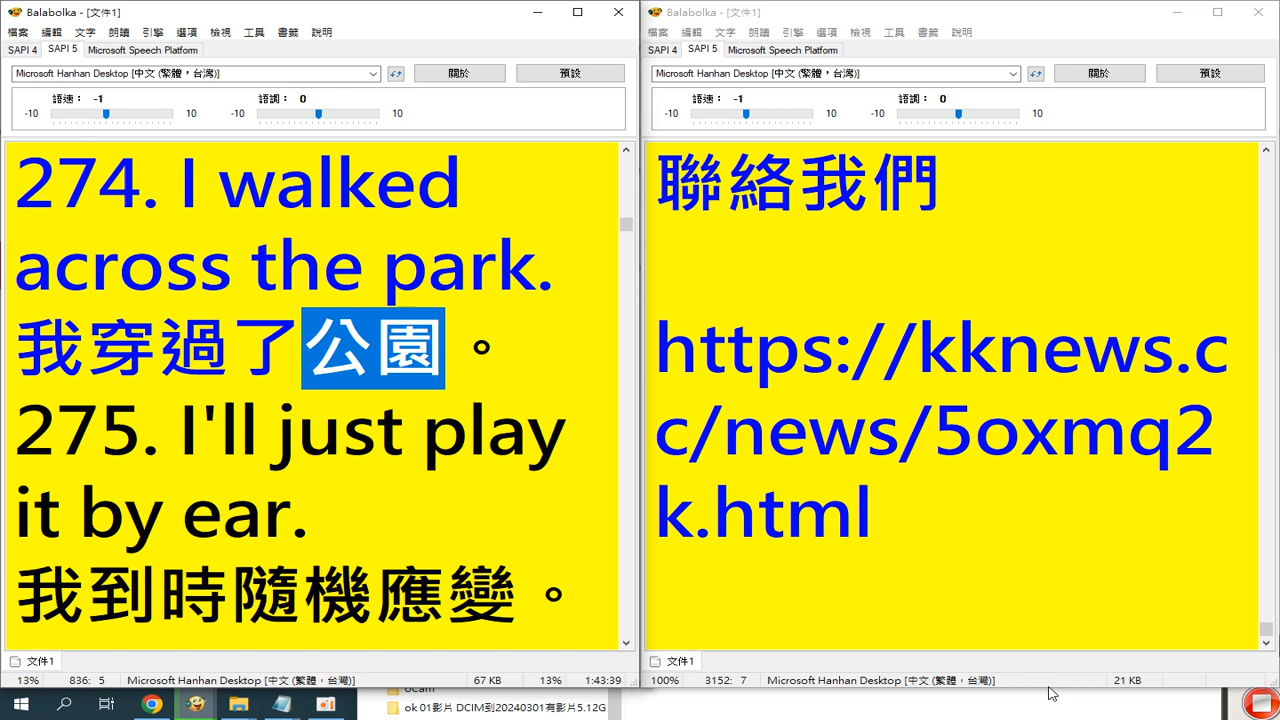 Balabolka - [文件1]
檔案 編輯 文字 朗讀 引擎 選項 檢視 工具 書籤 說明
SAPI 4 SAPI 5 Microsoft Speech Platform
Microsoft Hanhan Desktop [中文 (繁體，台灣)] 關於 預設
語速： -1 語調： 0
-10 10 -10 10
274. I walked
across the park.
我穿過了公園。
275. I'll just play
it by ear.
我到時隨機應變。
文件1
13% 836: 5 Microsoft Hanhan Desktop [中文 (繁體，台灣)] 67 KB 13% 1:43:39
Balabolka - [文件1]
檔案 編輯 文字 朗讀 引擎 選項 檢視 工具 書籤 說明
SAPI 4 SAPI 5 Microsoft Speech Platform
Microsoft Hanhan Desktop [中文 (繁體，台灣)] 關於 預設
語速： -1 語調： 0
-10 10 -10 10
聯絡我們
https://kknews.c
c/news/5oxmq2
k.html
文件1
100% 3152: 7 Microsoft Hanhan Desktop [中文 (繁體，台灣)] 21 KB
oCam
ok 01影片 DCIM到20240301有影片5.12G